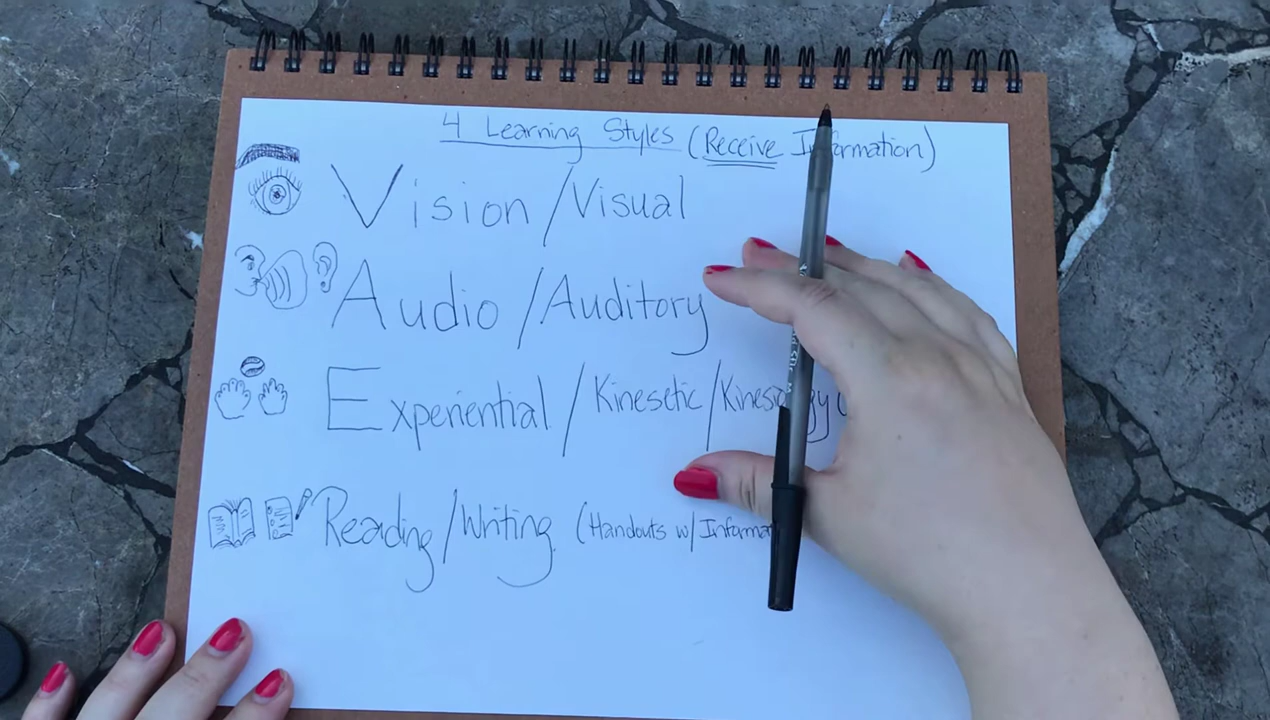 4 Learning Styles (Receive Information)
Vision/Visual
Audio/Auditory
Experiential/Kinesetic/
Reading/Writing (Handouts w/